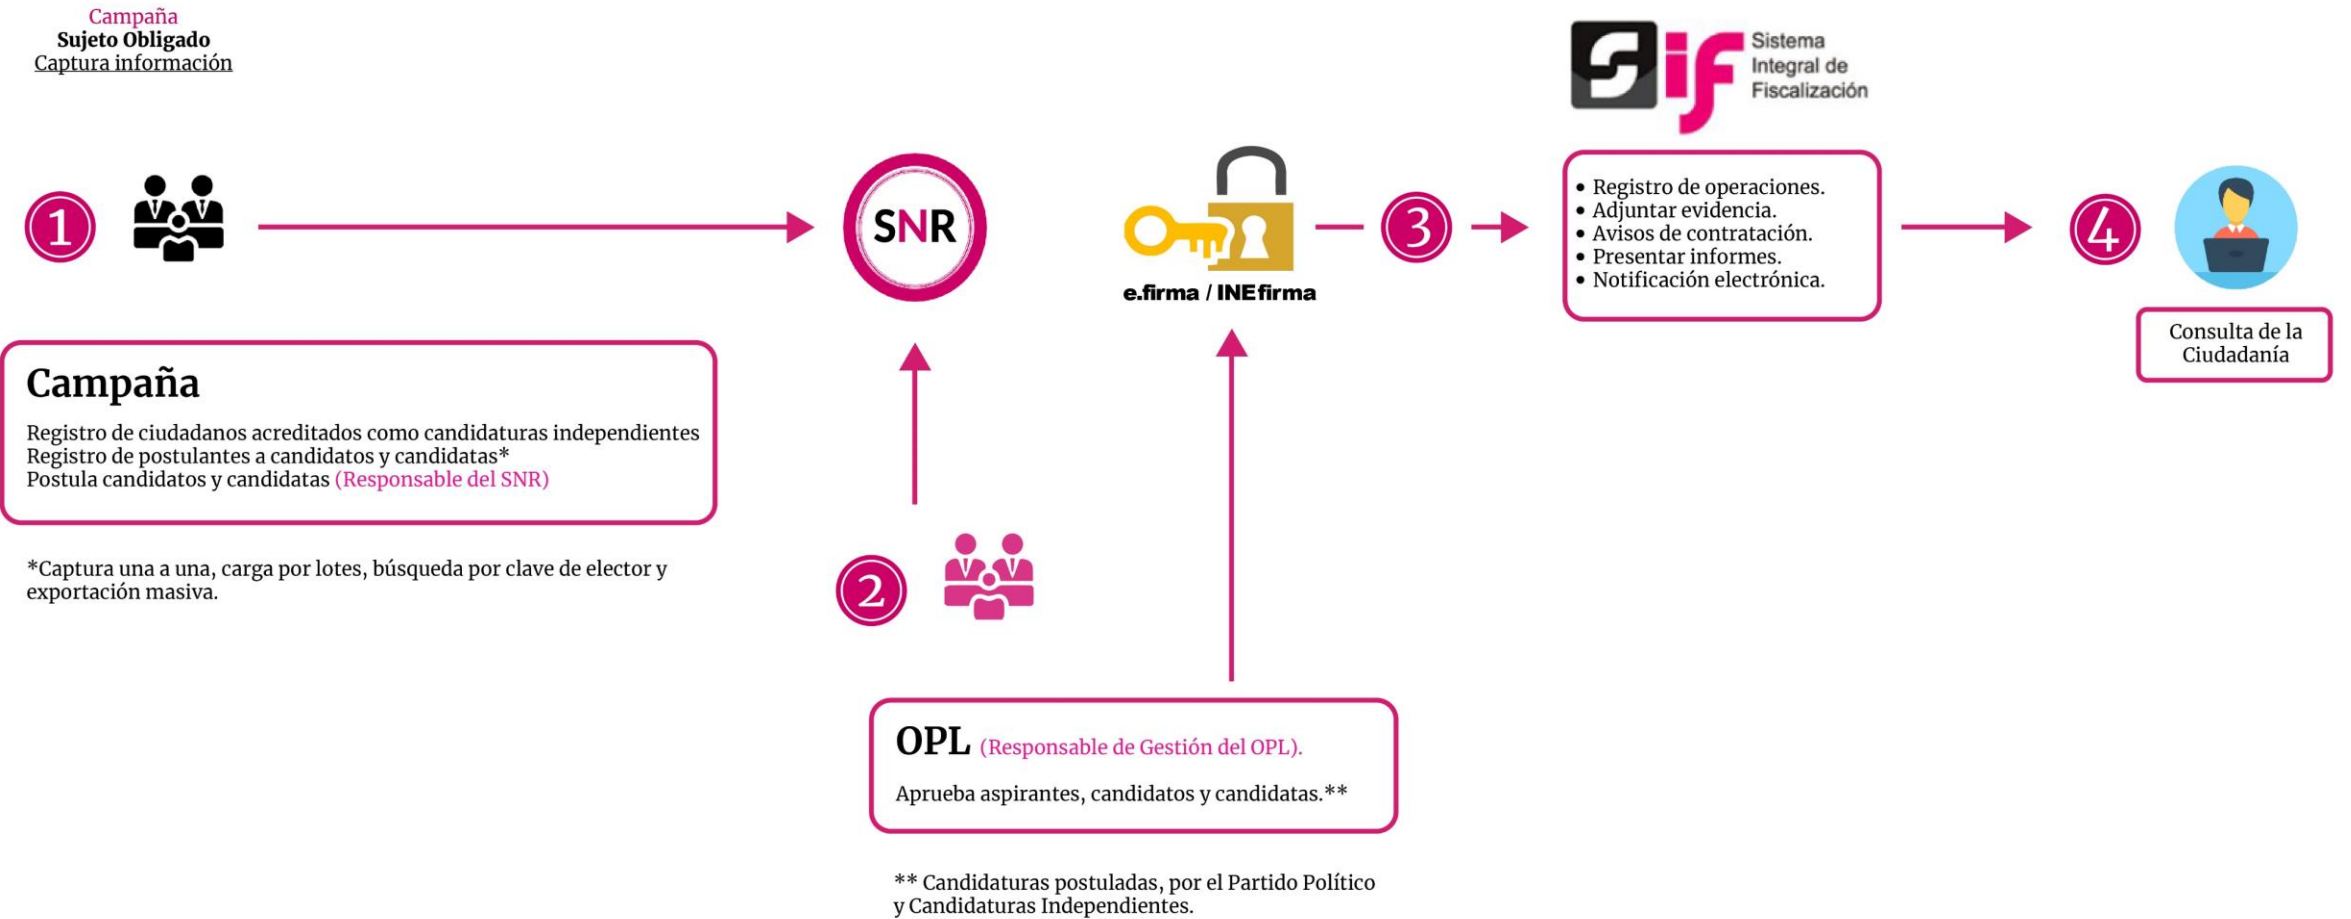 Campaña
Sujeto Obligado
Captura información
Sif
Sistema
Integral de
Fiscalización
1
SNR
e.firma / INEfirma
3
• Registro de operaciones.
• Adjuntar evidencia.
• Avisos de contratación.
• Presentar informes.
• Notificación electrónica.
4
Consulta de la
Ciudadanía
Campaña
Registro de ciudadanos acreditados como candidaturas independientes
Registro de postulantes a candidatos y candidatas*
Postula candidatos y candidatas (Responsable del SNR)
*Captura una a una, carga por lotes, búsqueda por clave de elector y
exportación masiva.
2
OPL (Responsable de Gestión del OPL).
Aprueba aspirantes, candidatos y candidatas.**
** Candidaturas postuladas, por el Partido Político
y Candidaturas Independientes.